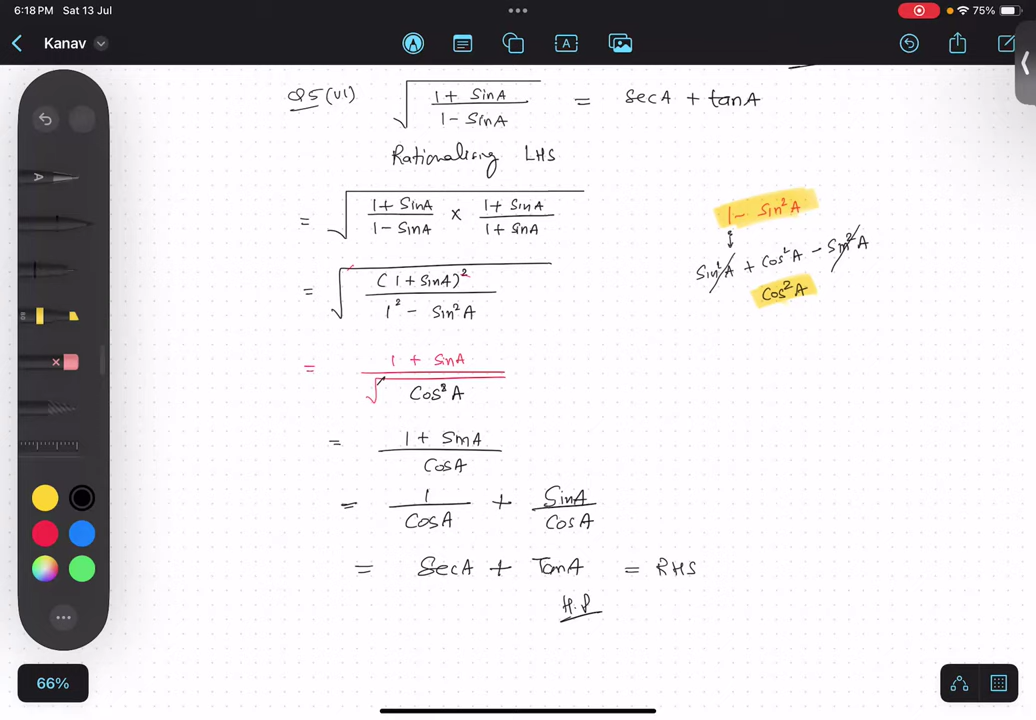 6:18 PM Sat 13 Jul
75%
Kanav
Q5(vi) √((1 + SinA)/(1 - SinA)) = secA + tanA
Rationalising LHS
= √((1 + SinA)/(1 - SinA) × (1 + sinA)/(1 + sinA))
= √((1 + SinA)²/(1² - Sin²A))
1 - Sin²A
Sin²A + Cos²A - Sin²A
Cos²A
= (1 + SinA)/√(Cos²A)
= (1 + SinA)/CosA
= 1/CosA + SinA/CosA
= SecA + TanA = RHS
H.P
66%